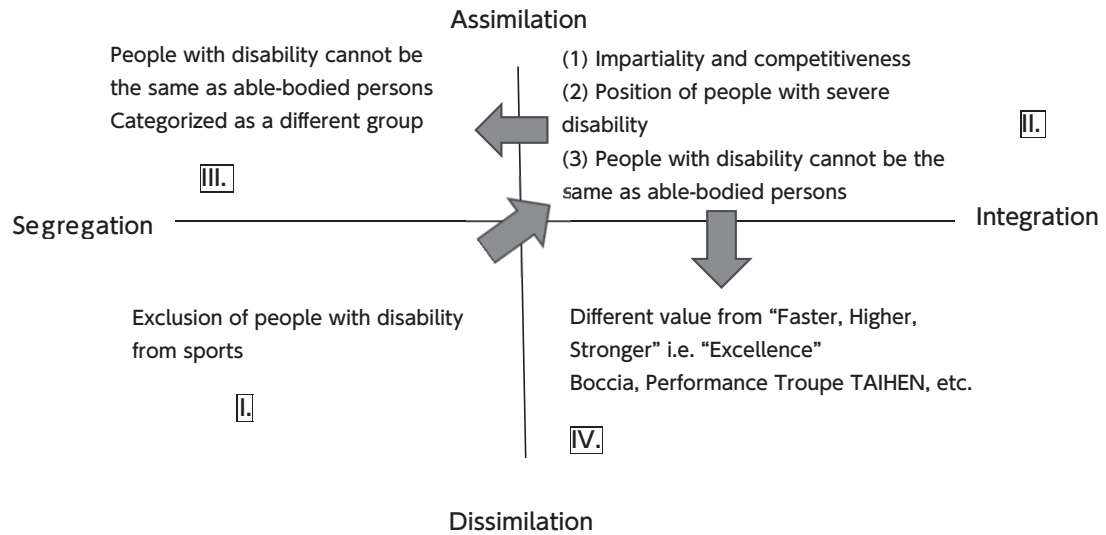 Assimilation
People with disability cannot be
the same as able-bodied persons
Categorized as a different group
III.
(1) Impartiality and competitiveness
(2) Position of people with severe
disability
(3) People with disability cannot be the
same as able-bodied persons
II.
Segregation
Integration
Exclusion of people with disability
from sports
I.
Different value from “Faster, Higher,
Stronger” i.e. “Excellence”
Boccia, Performance Troupe TAIHEN, etc.
IV.
Dissimilation